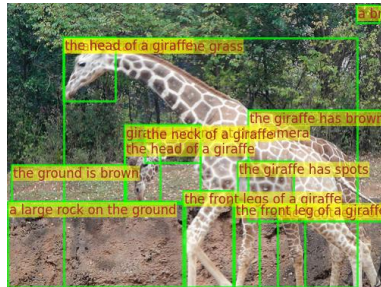 a br
the head of a giraffe
grass
the giraffe has brown
the neck of a giraffe
camera
the head of a giraffe
the ground is brown
the giraffe has spots
the front legs of a giraffe
a large rock on the ground
the front leg of a giraffe